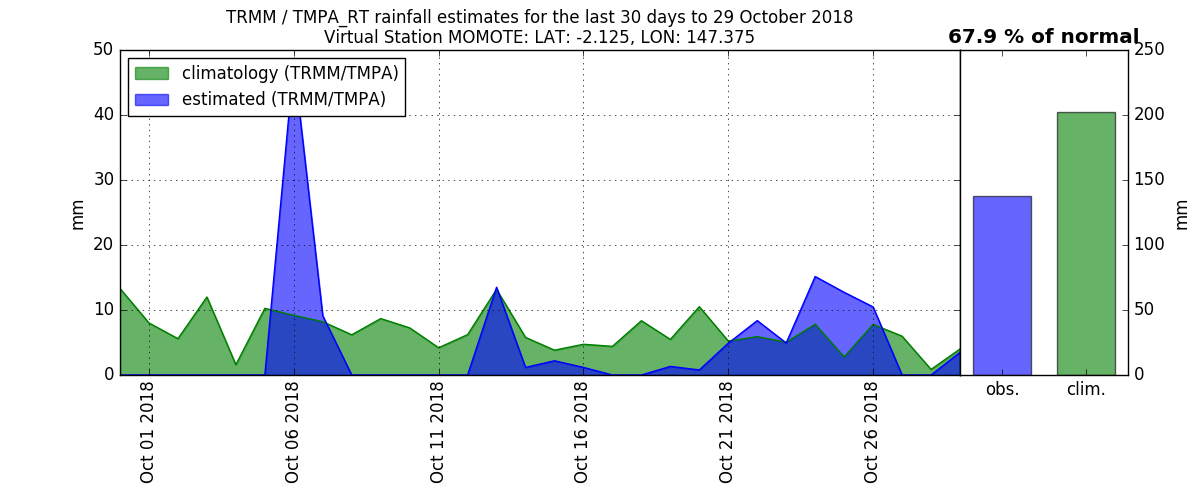 TRMM / TMPA_RT rainfall estimates for the last 30 days to 29 October 2018
Virtual Station MOMOTE: LAT: -2.125, LON: 147.375
67.9 % of normal
climatology (TRMM/TMPA)
estimated (TRMM/TMPA)
50
40
30
20
10
0
mm
250
200
150
100
50
0
mm
Oct 01 2018
Oct 06 2018
Oct 11 2018
Oct 16 2018
Oct 21 2018
Oct 26 2018
obs.
clim.